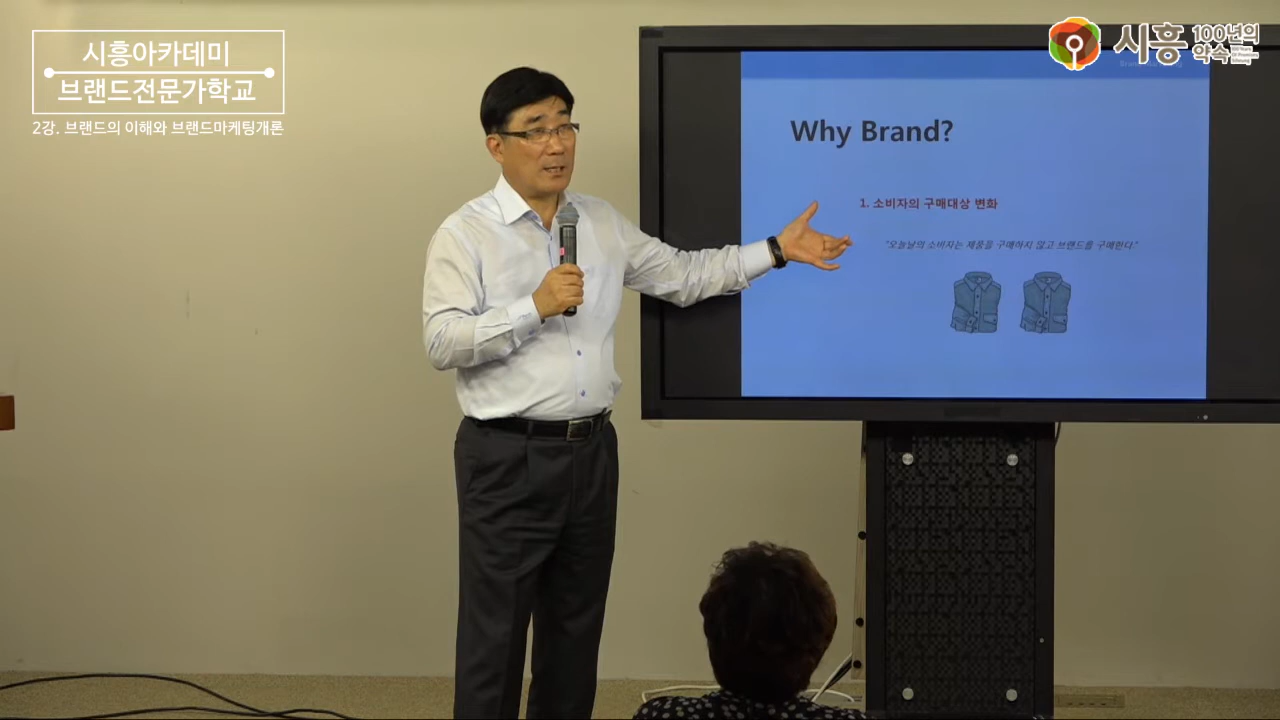 시흥아카데미
브랜드전문가학교
2강. 브랜드의 이해와 브랜드마케팅개론
시흥 100년의
약속
Why Brand?
1. 소비자의 구매대상 변화
"오늘날의 소비자는 제품을 구매하지 않고 브랜드를 구매한다."